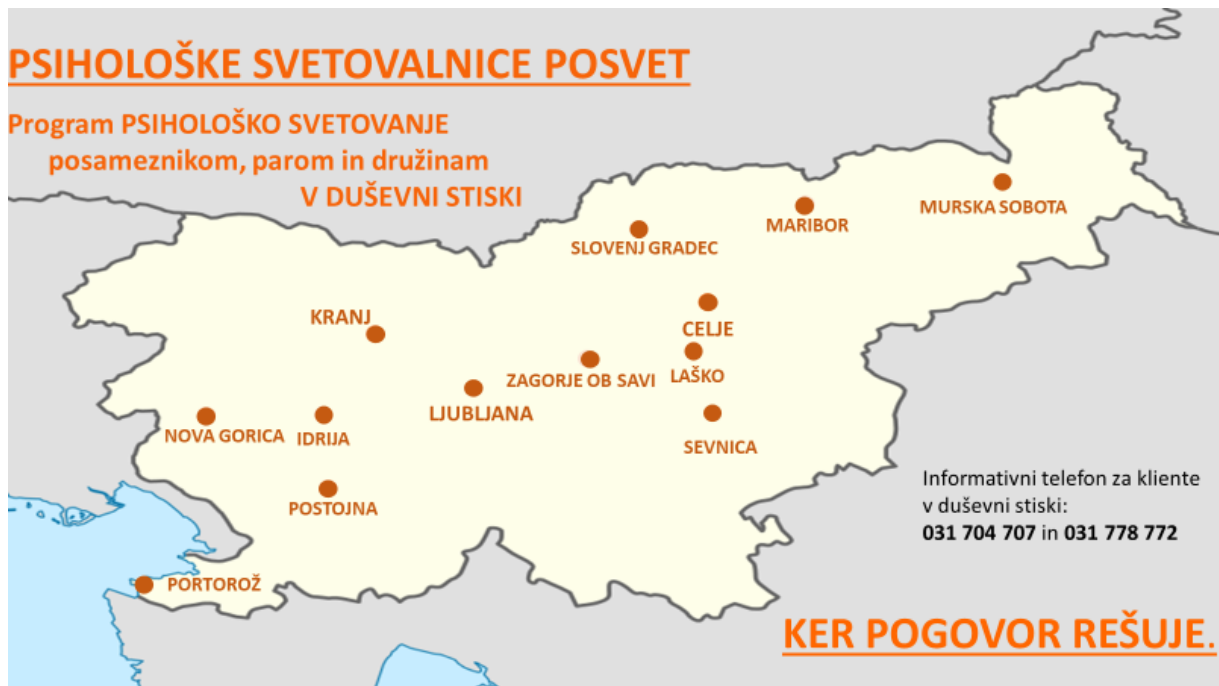 PSIHOLOŠKE SVETOVALNICE POSVET
Program PSIHOLOŠKO SVETOVANJE
posameznikom, parom in družinam
V DUŠEVNI STISKI
MURSKA SOBOTA
MARIBOR
SLOVENJ GRADEC
KRANJ
CELJE
ZAGORJE OB SAVI
LAŠKO
LJUBLJANA
NOVA GORICA
IDRIJA
SEVNICA
POSTOJNA
PORTOROŽ
Informativni telefon za kliente
v duševni stiski:
031 704 707 in 031 778 772
KER POGOVOR REŠUJE.